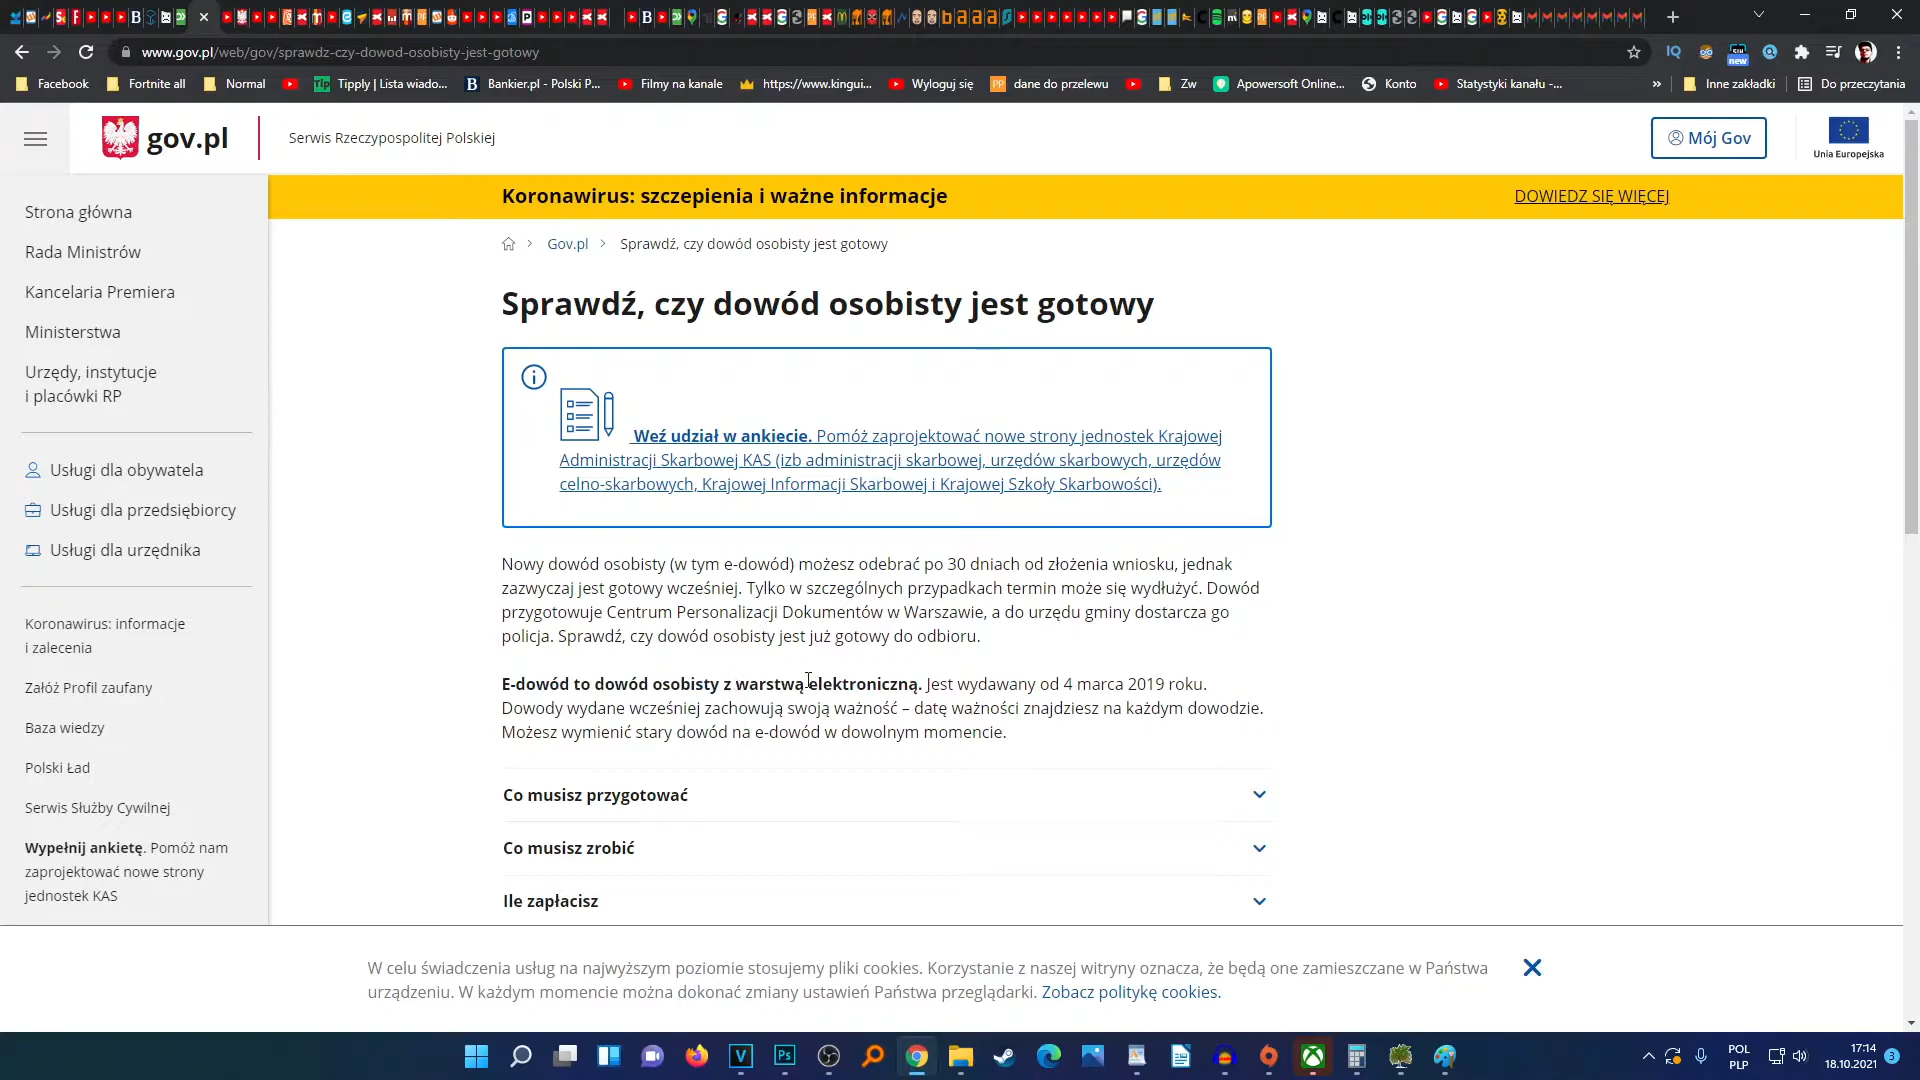 www.gov.pl/web/gov/sprawdz-czy-dowod-osobisty-jest-gotowy
new
Facebook
Fortnite all
Normal
Tipply | Lista wiado...
Bankier.pl - Polski P...
Filmy na kanale
https://www.kingui...
Wyloguj się
dane do przelewu
Zw
Apowersoft Online...
Konto
Statystyki kanału -...
»
Inne zakładki
Do przeczytania
gov.pl
Serwis Rzeczypospolitej Polskiej
Mój Gov
Unia Europejska
Koronawirus: szczepienia i ważne informacje
DOWIEDZ SIĘ WIĘCEJ
Strona główna
Rada Ministrów
Kancelaria Premiera
Ministerstwa
Urzędy, instytucje
i placówki RP
Usługi dla obywatela
Usługi dla przedsiębiorcy
Usługi dla urzędnika
Koronawirus: informacje
i zalecenia
Załóż Profil zaufany
Baza wiedzy
Polski Ład
Serwis Służby Cywilnej
Wypełnij ankietę. Pomóż nam
zaprojektować nowe strony
jednostek KAS
Gov.pl
Sprawdź, czy dowód osobisty jest gotowy
Sprawdź, czy dowód osobisty jest gotowy
Weź udział w ankiecie. Pomóż zaprojektować nowe strony jednostek Krajowej
Administracji Skarbowej KAS (izb administracji skarbowej, urzędów skarbowych, urzędów
celno-skarbowych, Krajowej Informacji Skarbowej i Krajowej Szkoły Skarbowości).
Nowy dowód osobisty (w tym e-dowód) możesz odebrać po 30 dniach od złożenia wniosku, jednak
zazwyczaj jest gotowy wcześniej. Tylko w szczególnych przypadkach termin może się wydłużyć. Dowód
przygotowuje Centrum Personalizacji Dokumentów w Warszawie, a do urzędu gminy dostarcza go
policja. Sprawdź, czy dowód osobisty jest już gotowy do odbioru.
E-dowód to dowód osobisty z warstwą elektroniczną. Jest wydawany od 4 marca 2019 roku.
Dowody wydane wcześniej zachowują swoją ważność – datę ważności znajdziesz na każdym dowodzie.
Możesz wymienić stary dowód na e-dowód w dowolnym momencie.
Co musisz przygotować
Co musisz zrobić
Ile zapłacisz
W celu świadczenia usług na najwyższym poziomie stosujemy pliki cookies. Korzystanie z naszej witryny oznacza, że będą one zamieszczane w Państwa
urządzeniu. W każdym momencie można dokonać zmiany ustawień Państwa przeglądarki. Zobacz politykę cookies.
POL
PLP
17:14
18.10.2021
3